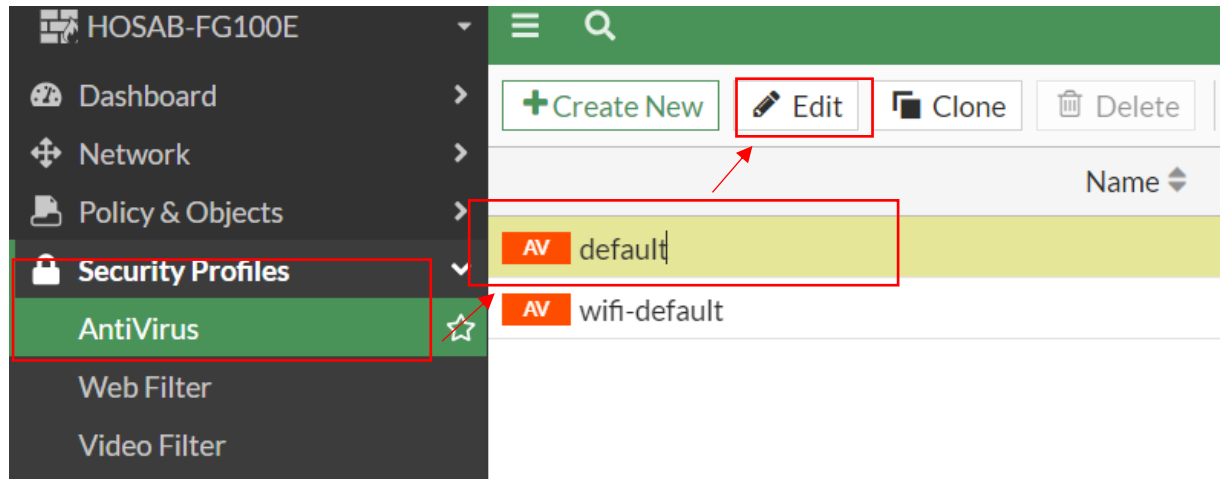 HOSAB-FG100E
Dashboard
Network
Policy & Objects
Security Profiles
AntiVirus
Web Filter
Video Filter
+Create New Edit Clone Delete
Name
AV default
AV wifi-default